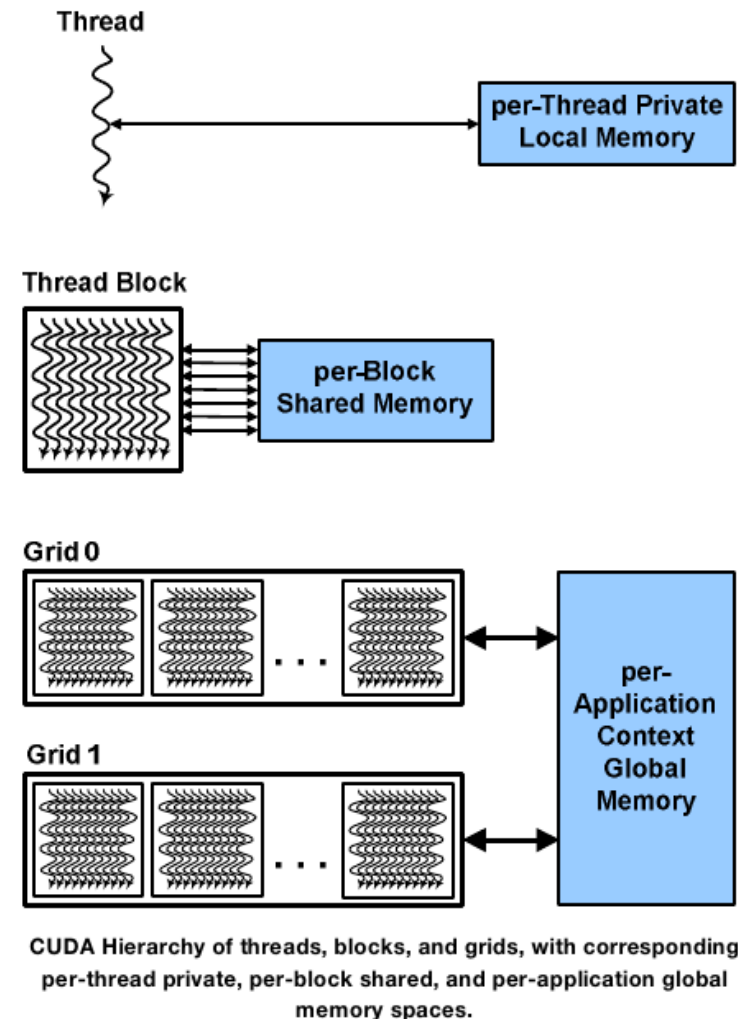 Thread
per-Thread Private
Local Memory
Thread Block
per-Block
Shared Memory
Grid 0
. . .
per-
Application
Context
Global
Memory
Grid 1
. . .
CUDA Hierarchy of threads, blocks, and grids, with corresponding
per-thread private, per-block shared, and per-application global
memory spaces.